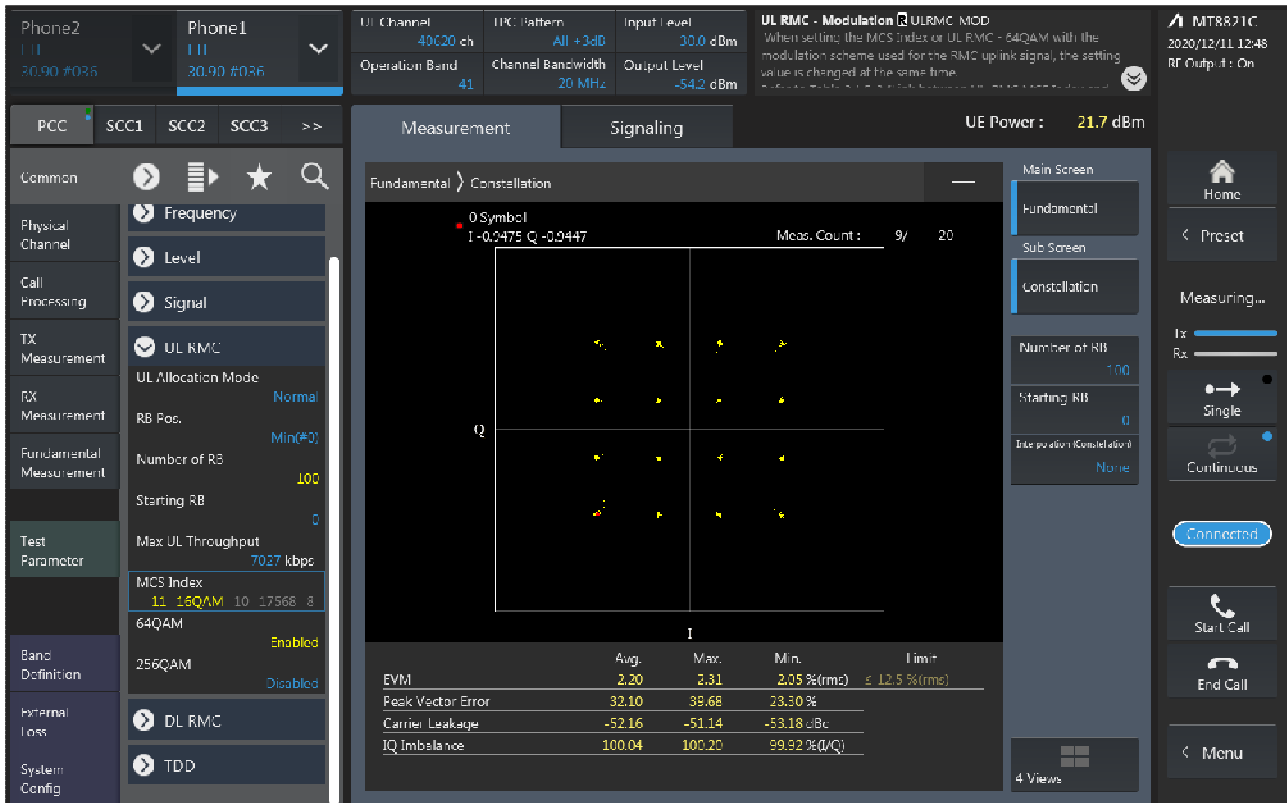 Phone2
30.90 #036
Phone1
30.90 #036
UL Channel
40620 ch
TPC Pattern
All +3dB
Input Level
30.0 dBm
Operation Band
41
Channel Bandwidth
20 MHz
Output Level
-54.2 dBm
UL RMC - Modulation R ULRMC_MOD
When setting the MCS Index or UL RMC - 64QAM with the
modulation scheme used for the RMC uplink signal, the setting
value is changed at the same time.
MT8821C
2020/12/11 12:48
RF Output : On
PCC
SCC1
SCC2
SCC3
>>
Measurement
Signaling
UE Power :
21.7 dBm
Common
Physical
Channel
Call
Processing
TX
Measurement
RX
Measurement
Fundamental
Measurement
Test
Parameter
Band
Definition
External
Loss
System
Config
Frequency
Level
Signal
UL RMC
UL Allocation Mode
Normal
RB Pos.
Min(#0)
Number of RB
100
Starting RB
0
Max UL Throughput
7027 kbps
MCS Index
11 16QAM 10 17568 8
64QAM
Enabled
256QAM
Disabled
DL RMC
TDD
Fundamental > Constellation
0 Symbol
I -0.9475 Q -0.9447
Meas. Count : 9/ 20
Q
I
Avg. Max. Min. Limit
EVM 2.20 2.31 2.05 %(rms) ≤ 12.5 %(rms)
Peak Vector Error 32.10 39.68 23.30 %
Carrier Leakage -52.16 -51.14 -53.18 dBc
IQ Imbalance 100.04 100.20 99.92 %(I/Q)
Main Screen
Fundamental
Sub Screen
Constellation
Number of RB
100
Starting RB
0
Interpolation (Constellation)
None
4 Views
Home
< Preset
Measuring...
Tx
Rx
Single
Continuous
Connected
Start Call
End Call
< Menu